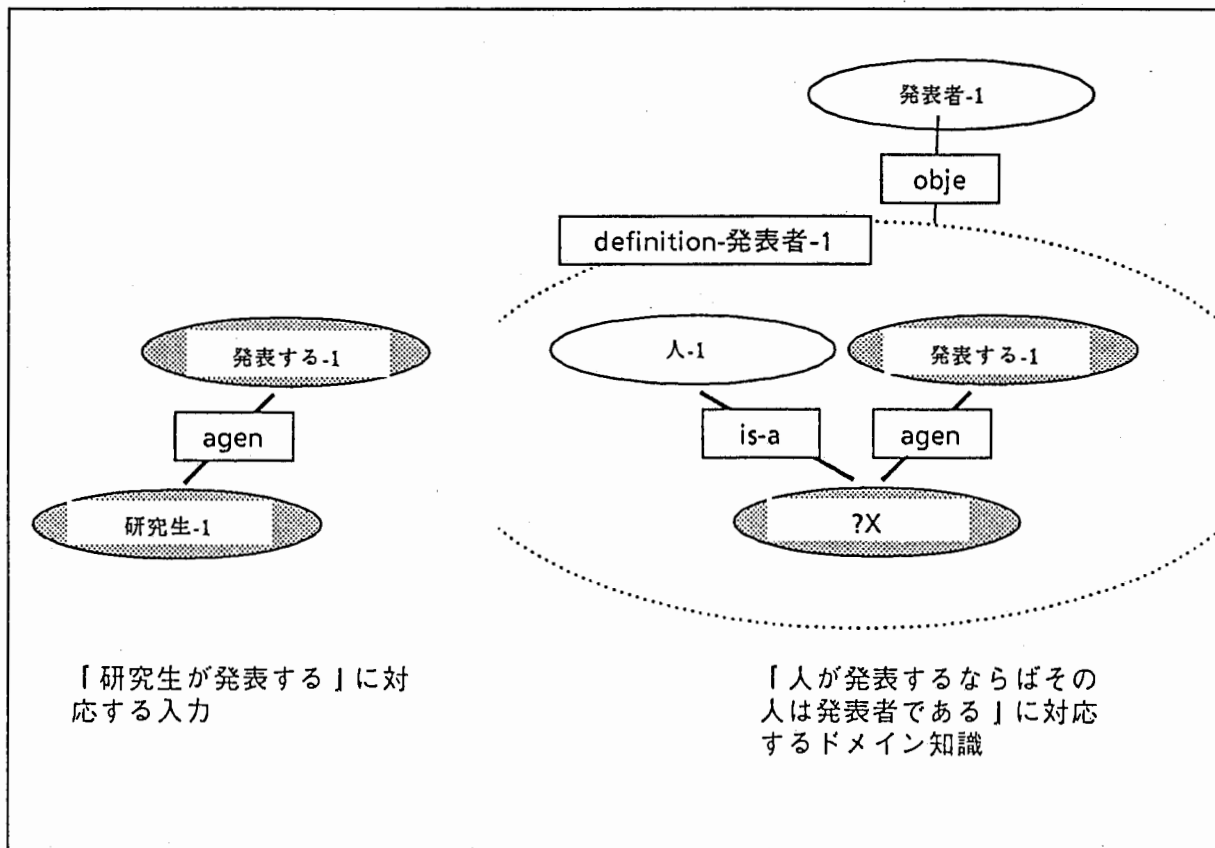 発表者-1
obje
definition-発表者-1
発表する-1
agen
研究生-1
人-1
発表する-1
is-a
agen
?X
「研究生が発表する」に対
応する入力
「人が発表するならばその
人は発表者である」に対応
するドメイン知識